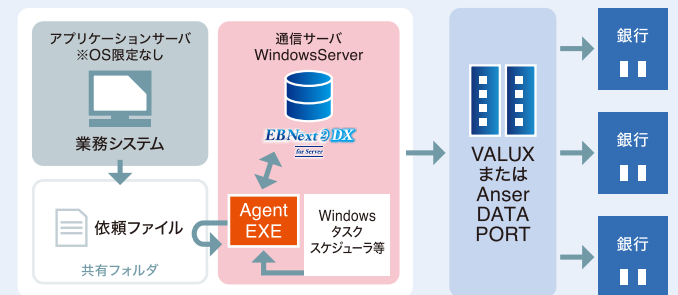 アプリケーションサーバ
※OS限定なし
業務システム
依頼ファイル
共有フォルダ
通信サーバ
WindowsServer
EBNext2DX
for Server
Agent
EXE
Windows
タスク
スケジューラ等
VALUX
または
Anser
DATA
PORT
銀行
銀行
銀行